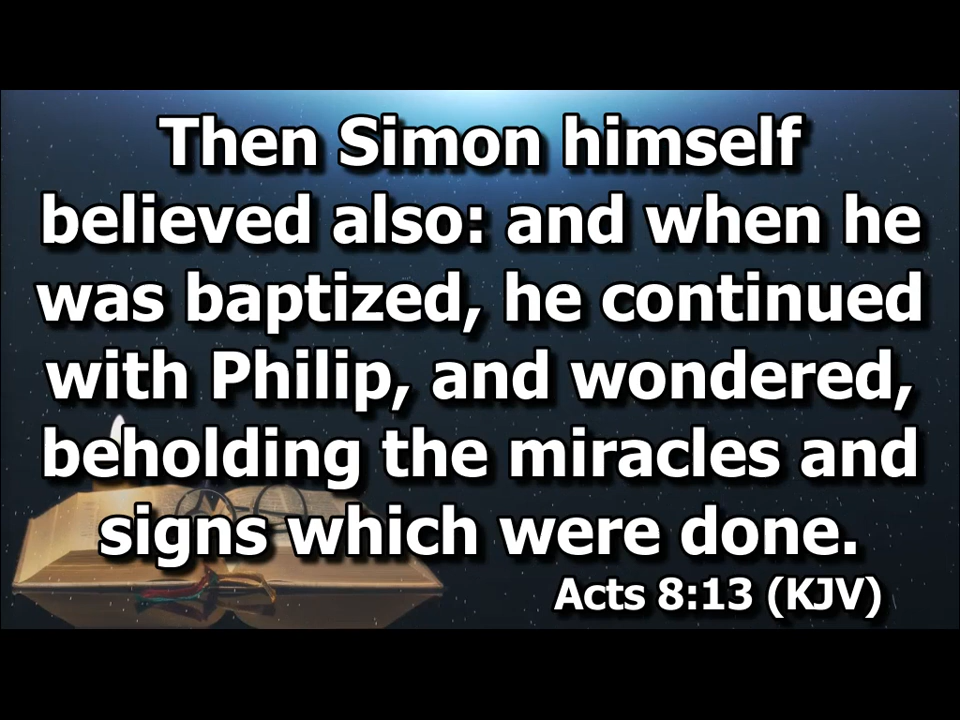 Then Simon himself
believed also: and when he
was baptized, he continued
with Philip, and wondered,
beholding the miracles and
signs which were done.
Acts 8:13 (KJV)